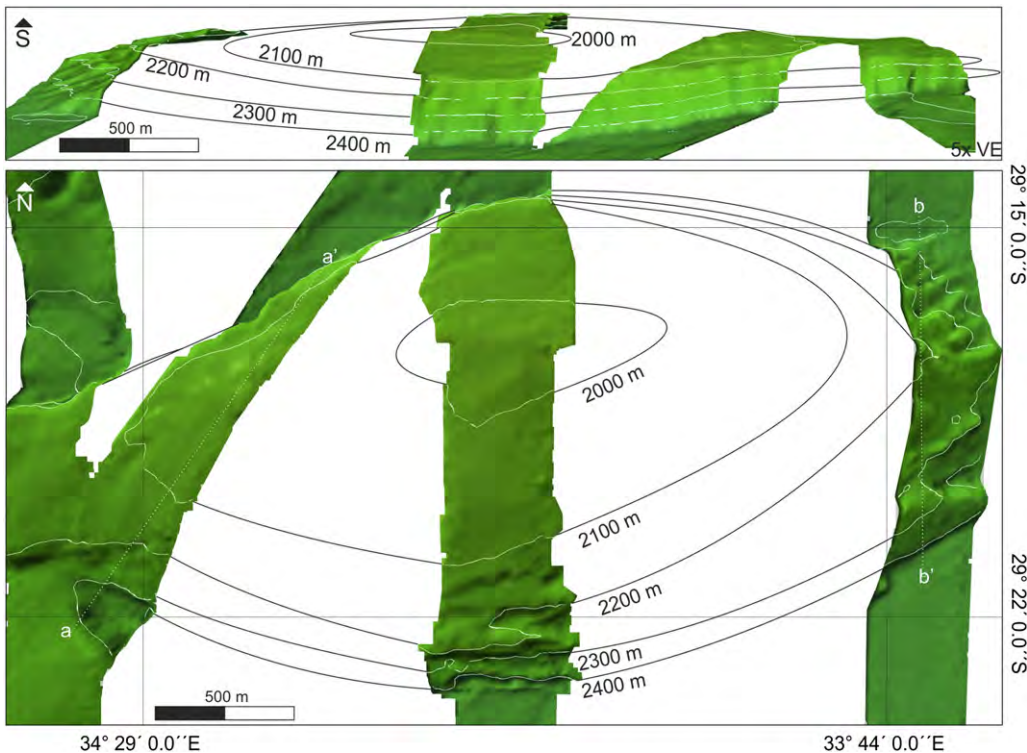 S
2000 m
2100 m
2200 m
2300 m
2400 m
500 m
5x VE
N
a'
b
29° 15´ 0.0´´S
2000 m
2100 m
2200 m
a
b'
2300 m
2400 m
29° 22´ 0.0´´S
500 m
34° 29´ 0.0´´E
33° 44´ 0.0´´E